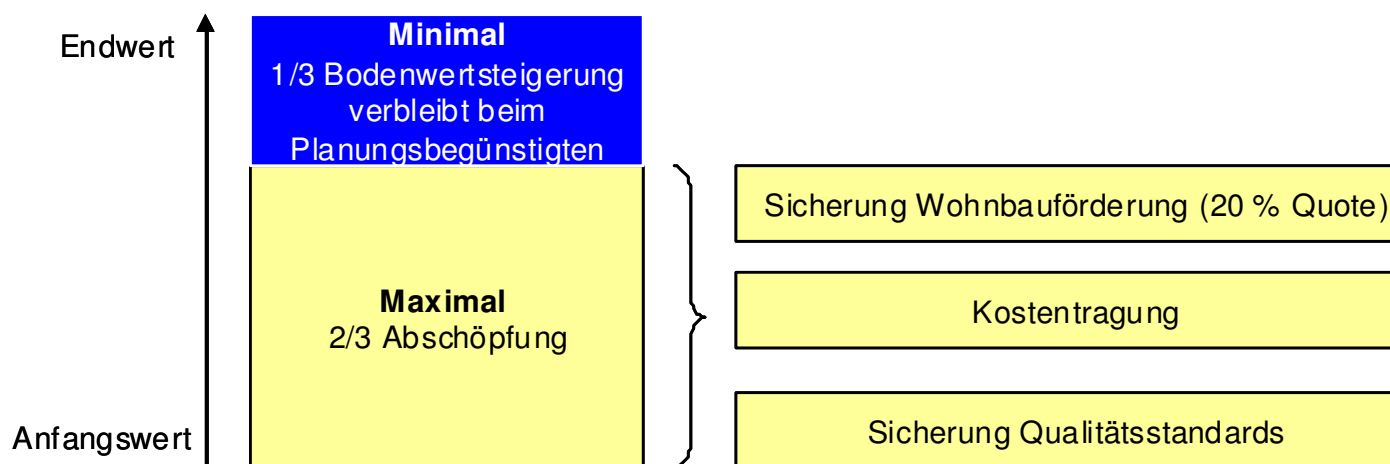 Endwert
Minimal
1/3 Bodenwertsteigerung
verbleibt beim
Planungsbegünstigten
Sicherung Wohnbauförderung (20 % Quote)
Maximal
2/3 Abschöpfung
Kostentragung
Anfangswert
Sicherung Qualitätsstandards